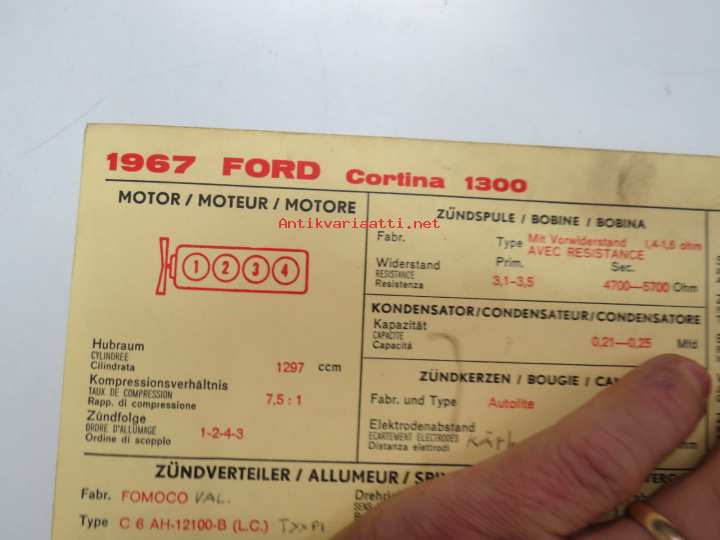 1967 FORD Cortina 1300
MOTOR / MOTEUR / MOTORE
1 2 3 4
Hubraum
CYLINDREE
Cilindrata 1297 ccm
Kompressionsverhältnis
TAUX DE COMPRESSION
Rapp. di compressione 7,5 : 1
Zündfolge
ORDRE D'ALLUMAGE 1-2-4-3
Ordine di scoppio
ZÜNDSPULE / BOBINE / BOBINA
Fabr. Type Mit Vorwiderstand 1,4-1,6 ohm
AVEC RESISTANCE
Widerstand Prim. Sec.
RESISTANCE
Resistenza 3,1—3,5 4700—5700 Ohm
KONDENSATOR/CONDENSATEUR/CONDENSATORE
Kapazität
CAPACITE
Capacità 0,21—0,25 Mfd
ZÜNDKERZEN / BOUGIE /
Fabr. und Type Autolite
Elektrodenabstand
ECARTEMENT ELECTRODES
Distanza elettrodi
ZÜNDVERTEILER / ALLUMEUR /
Fabr. FOMOCO VAL.
Type C 6 AH-12100-B (L.C.)
Antikvariaatti.net